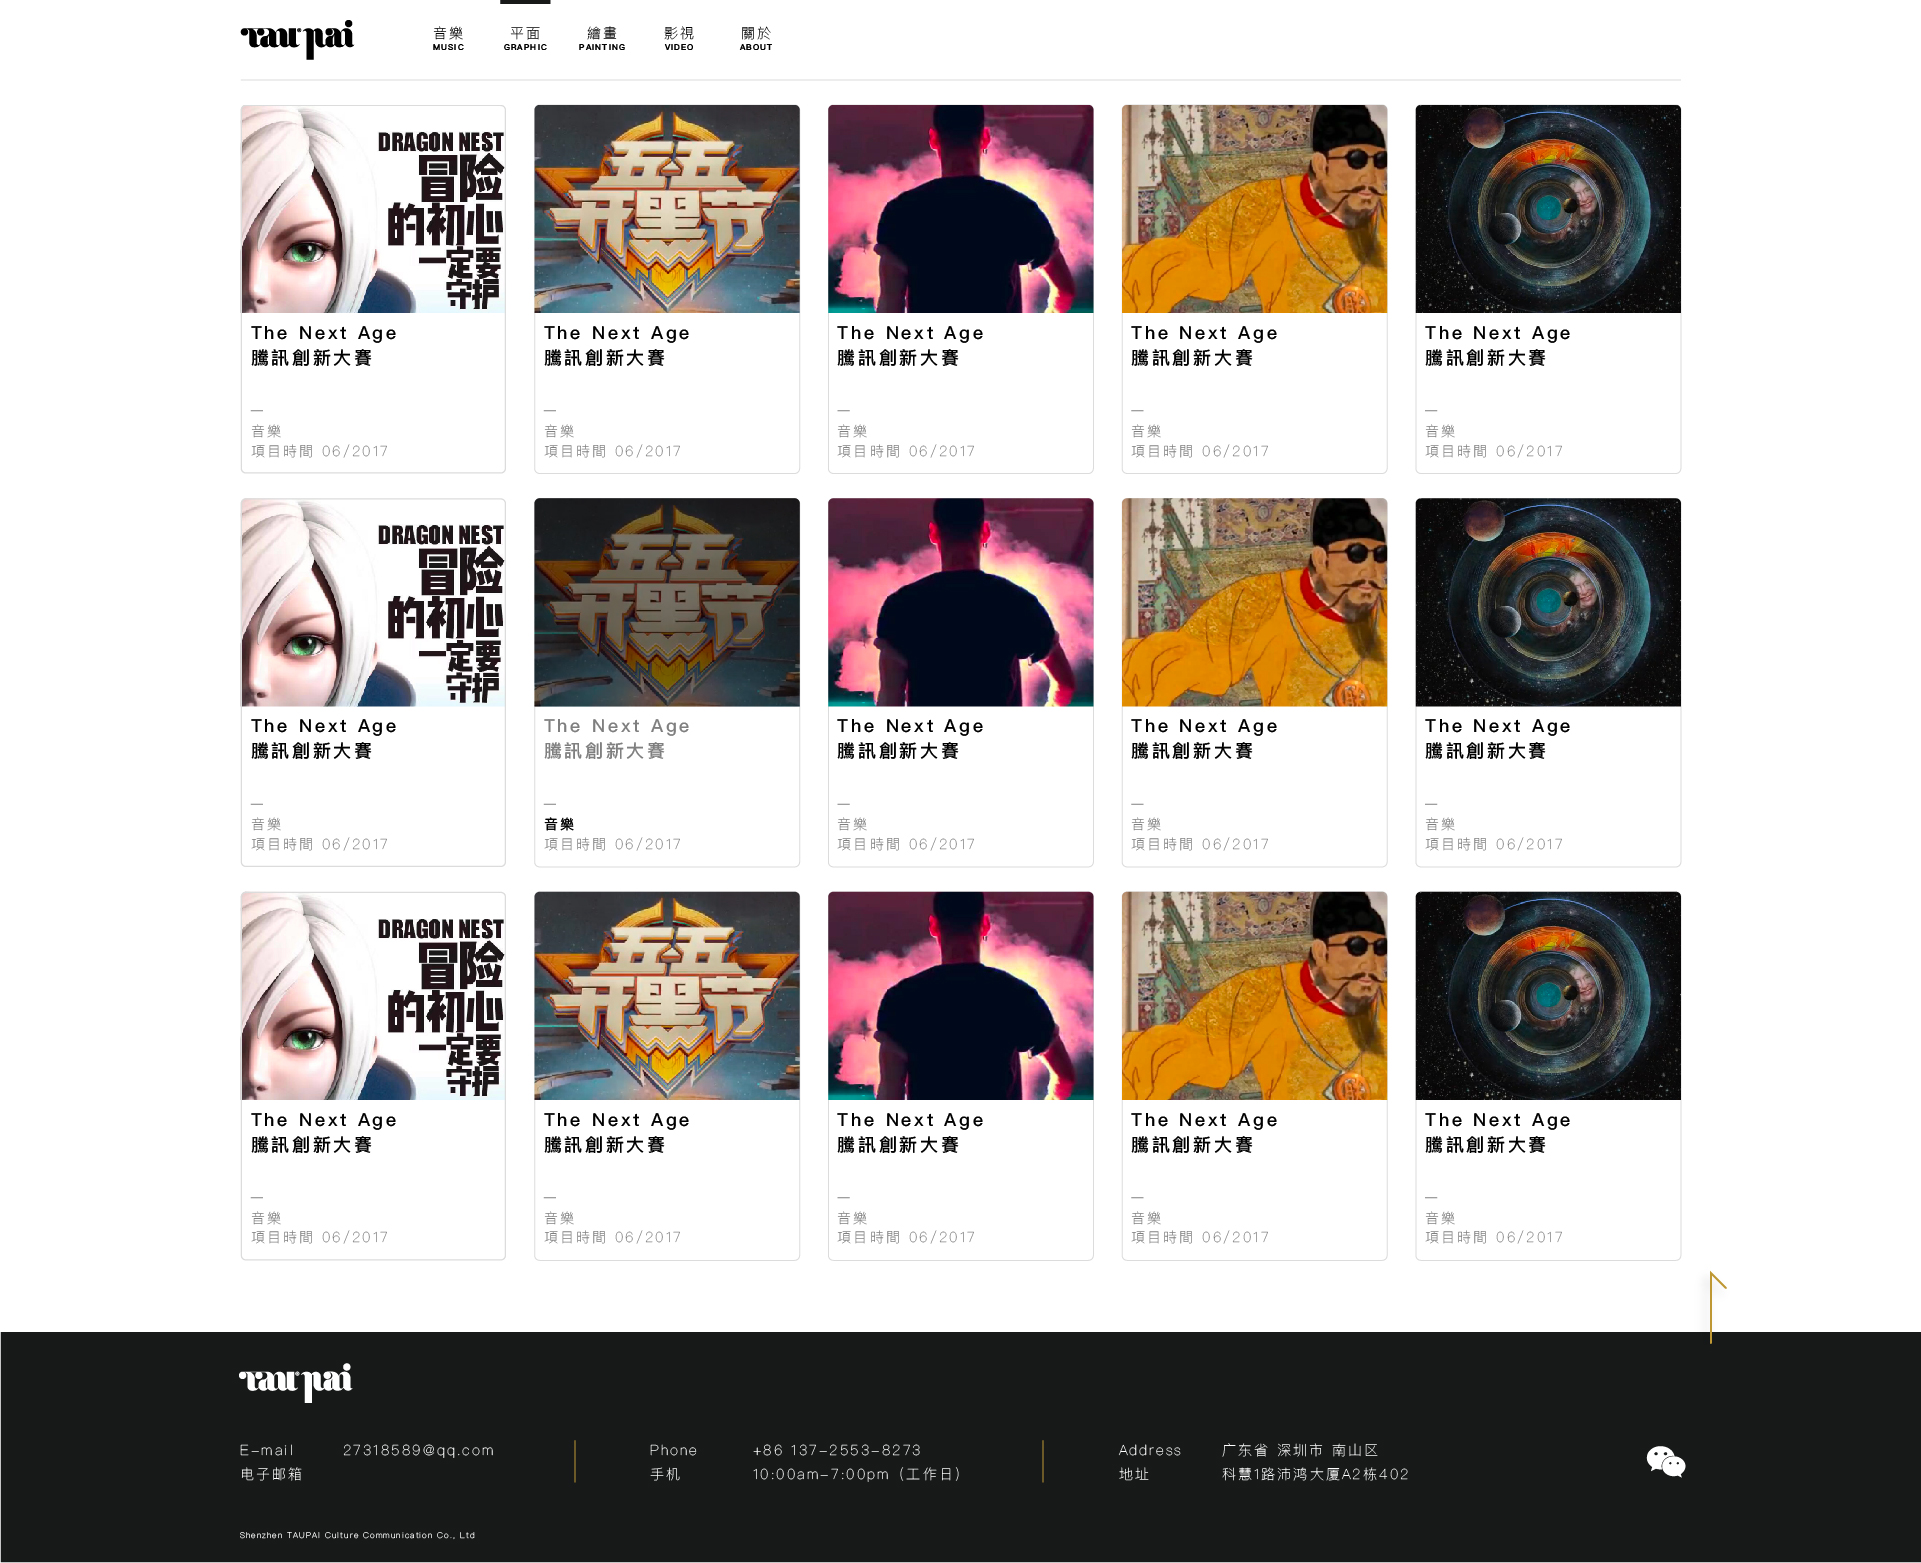 taupai
音樂
MUSIC
平面
GRAPHIC
繪畫
PAINTING
影視
VIDEO
關於
ABOUT
DRAGON NEST
冒险
的初心
一定要
守护
五五
开黑节
The Next Age
騰訊創新大賽
—
音樂
項目時間 06/2017
The Next Age
騰訊創新大賽
—
音樂
項目時間 06/2017
The Next Age
騰訊創新大賽
—
音樂
項目時間 06/2017
The Next Age
騰訊創新大賽
—
音樂
項目時間 06/2017
The Next Age
騰訊創新大賽
—
音樂
項目時間 06/2017
DRAGON NEST
冒险
的初心
一定要
守护
五五
开黑节
The Next Age
騰訊創新大賽
—
音樂
項目時間 06/2017
The Next Age
騰訊創新大賽
—
音樂
項目時間 06/2017
The Next Age
騰訊創新大賽
—
音樂
項目時間 06/2017
The Next Age
騰訊創新大賽
—
音樂
項目時間 06/2017
The Next Age
騰訊創新大賽
—
音樂
項目時間 06/2017
DRAGON NEST
冒险
的初心
一定要
守护
五五
开黑节
The Next Age
騰訊創新大賽
—
音樂
項目時間 06/2017
The Next Age
騰訊創新大賽
—
音樂
項目時間 06/2017
The Next Age
騰訊創新大賽
—
音樂
項目時間 06/2017
The Next Age
騰訊創新大賽
—
音樂
項目時間 06/2017
The Next Age
騰訊創新大賽
—
音樂
項目時間 06/2017
taupai
E-mail 27318589@qq.com
电子邮箱
Phone +86 137-2553-8273
手机 10:00am-7:00pm (工作日)
Address 广东省 深圳市 南山区
地址 科慧1路沛鸿大厦A2栋402
Shenzhen TAUPAI Culture Communication Co., Ltd